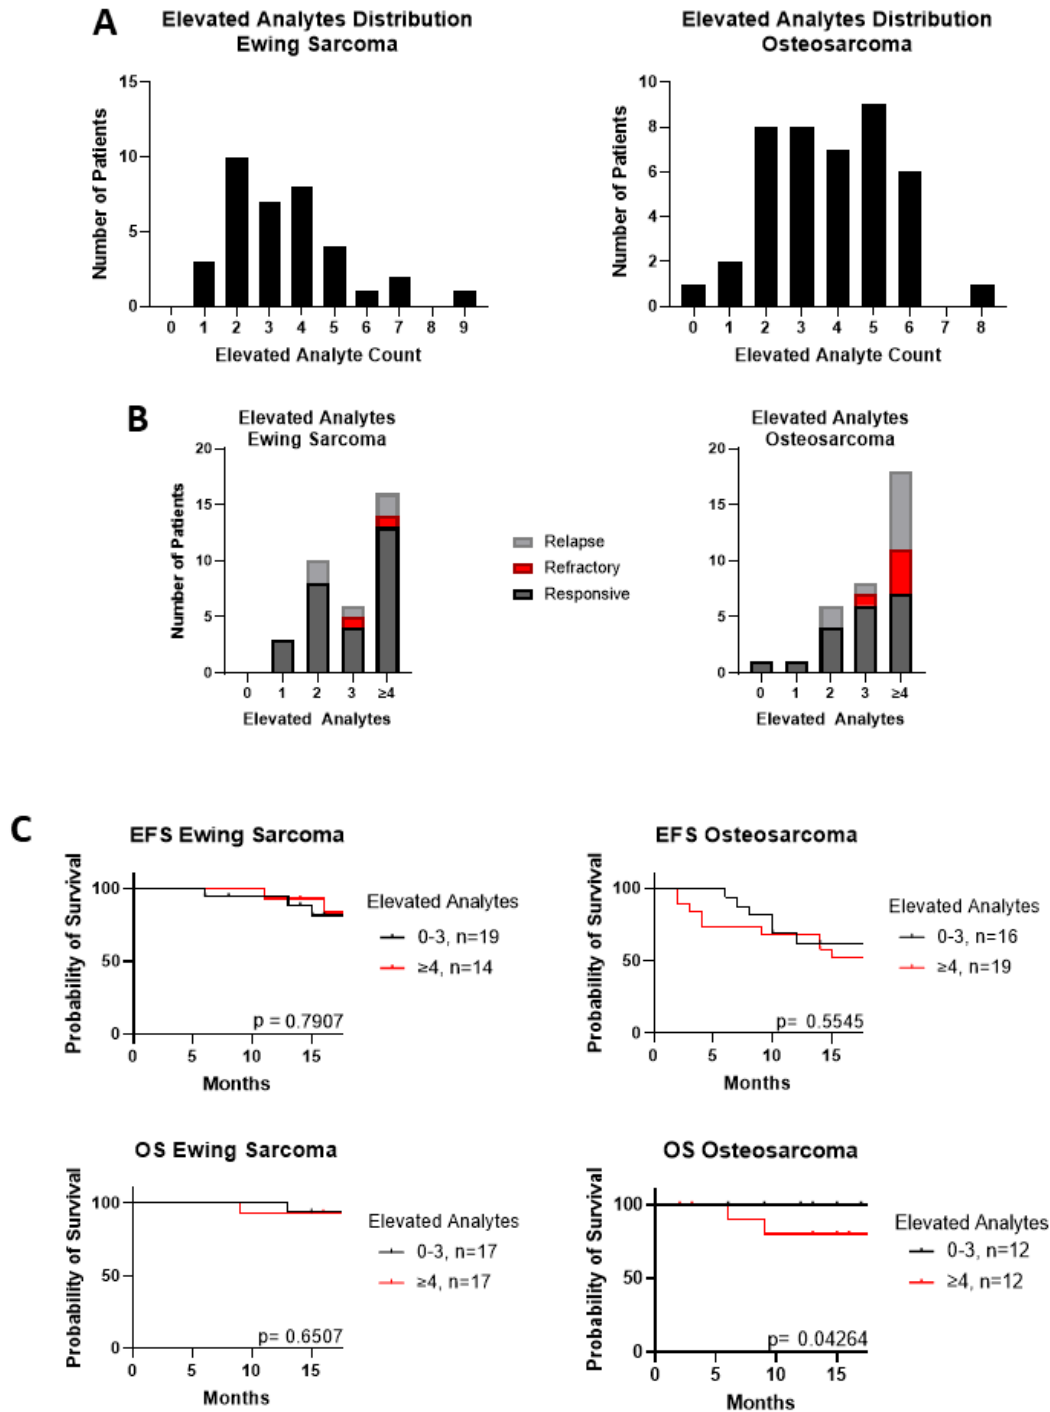 A
Elevated Analytes Distribution
Ewing Sarcoma
15
10
5
0
Number of Patients
0 1 2 3 4 5 6 7 8 9
Elevated Analyte Count
Elevated Analytes Distribution
Osteosarcoma
10
8
6
4
2
0
Number of Patients
0 1 2 3 4 5 6 7 8
Elevated Analyte Count
B
Elevated Analytes
Ewing Sarcoma
20
15
10
5
0
Number of Patients
0 1 2 3 ≥4
Elevated Analytes
Relapse
Refractory
Responsive
Elevated Analytes
Osteosarcoma
20
15
10
5
0
0 1 2 3 ≥4
Elevated Analytes
C
EFS Ewing Sarcoma
Probability of Survival
100
50
0
0 5 10 15
Months
p = 0.7907
Elevated Analytes
0-3, n=19
≥4, n=14
EFS Osteosarcoma
Probability of Survival
100
50
0
0 5 10 15
Months
p= 0.5545
Elevated Analytes
0-3, n=16
≥4, n=19
OS Ewing Sarcoma
Probability of Survival
100
50
0
0 5 10 15
Months
p= 0.6507
Elevated Analytes
0-3, n=17
≥4, n=17
OS Osteosarcoma
Probability of Survival
100
50
0
0 5 10 15
Months
p= 0.04264
Elevated Analytes
0-3, n=12
≥4, n=12